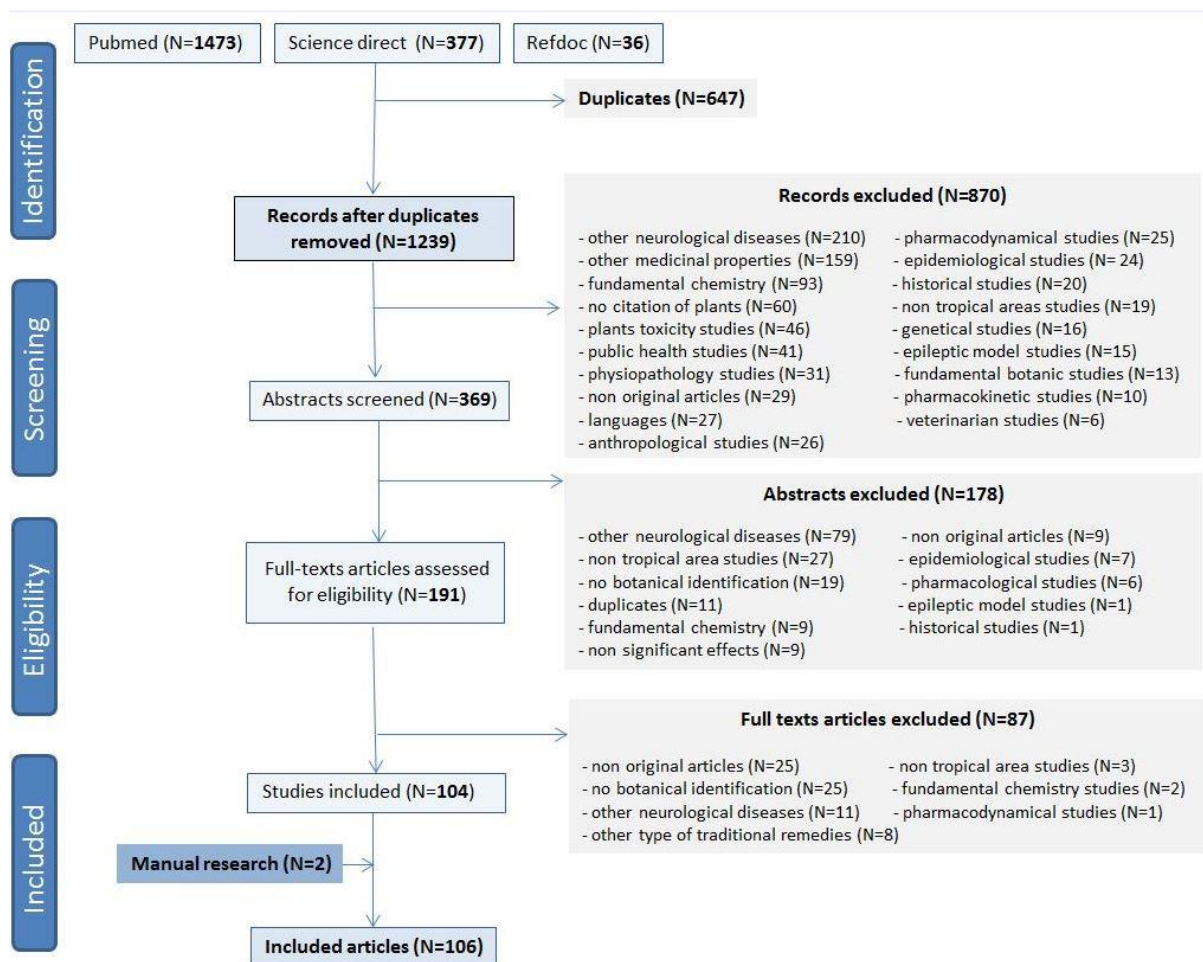 Pubmed (N=1473)
Science direct (N=377)
Refdoc (N=36)
Identification
Duplicates (N=647)
Records after duplicates
removed (N=1239)
Records excluded (N=870)
- other neurological diseases (N=210)
- other medicinal properties (N=159)
- fundamental chemistry (N=93)
- no citation of plants (N=60)
- plants toxicity studies (N=46)
- public health studies (N=41)
- physiopathology studies (N=31)
- non original articles (N=29)
- languages (N=27)
- anthropological studies (N=26)
- pharmacodynamical studies (N=25)
- epidemiological studies (N= 24)
- historical studies (N=20)
- non tropical areas studies (N=19)
- genetical studies (N=16)
- epileptic model studies (N=15)
- fundamental botanic studies (N=13)
- pharmacokinetic studies (N=10)
- veterinarian studies (N=6)
Screening
Abstracts screened (N=369)
Abstracts excluded (N=178)
- other neurological diseases (N=79)
- non tropical area studies (N=27)
- no botanical identification (N=19)
- duplicates (N=11)
- fundamental chemistry (N=9)
- non significant effects (N=9)
- non original articles (N=9)
- epidemiological studies (N=7)
- pharmacological studies (N=6)
- epileptic model studies (N=1)
- historical studies (N=1)
Eligibility
Full-texts articles assessed
for eligibility (N=191)
Full texts articles excluded (N=87)
- non original articles (N=25)
- no botanical identification (N=25)
- other neurological diseases (N=11)
- other type of traditional remedies (N=8)
- non tropical area studies (N=3)
- fundamental chemistry studies (N=2)
- pharmacodynamical studies (N=1)
Included
Studies included (N=104)
Manual research (N=2)
Included articles (N=106)